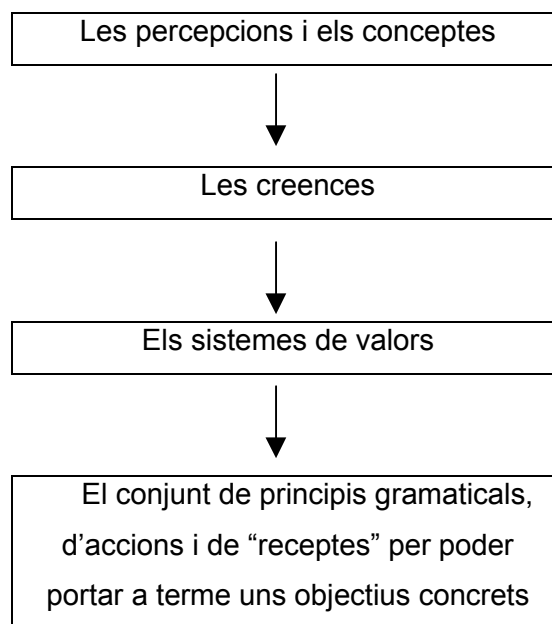 Les percepcions i els conceptes
Les creences
Els sistemes de valors
El conjunt de principis gramaticals,
d’accions i de “receptes” per poder
portar a terme uns objectius concrets